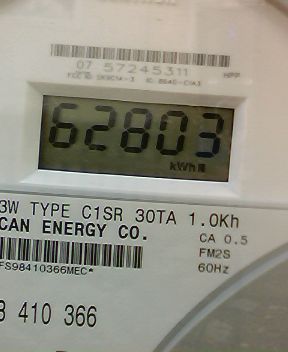 07 57245311
62803
kWh
3W TYPE C1SR 30TA 1.0Kh
CAN ENERGY CO.
CA 0.5
FM2S
60Hz
FS98410366MEC*
8 410 366